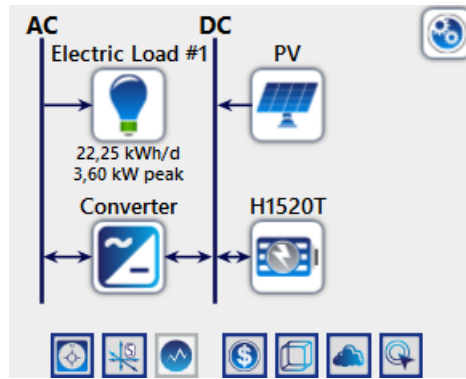 AC DC
Electric Load #1 PV
22,25 kWh/d
3,60 kW peak
Converter H1520T